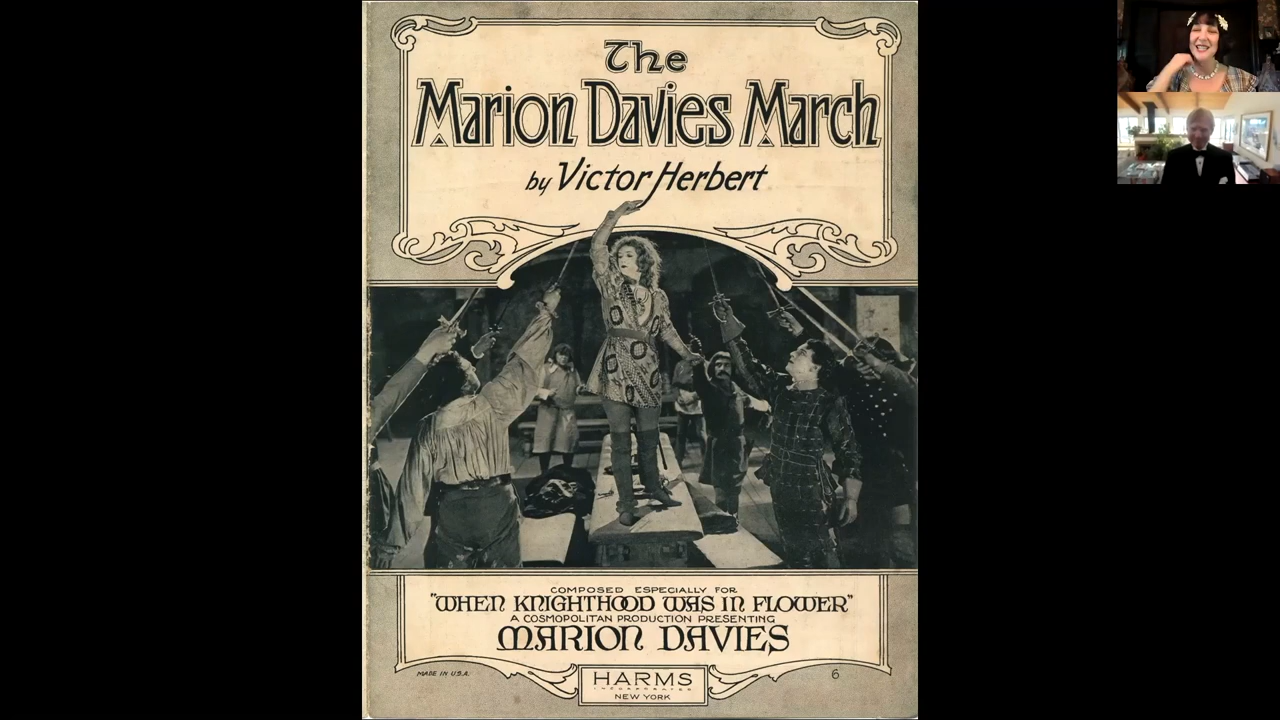 The
Marion Davies March
by Victor Herbert
COMPOSED ESPECIALLY FOR
"WHEN KNIGHTHOOD WAS IN FLOWER"
A COSMOPOLITAN PRODUCTION PRESENTING
MARION DAVIES
MADE IN U.S.A.
6
HARMS
INCORPORATED
NEW YORK